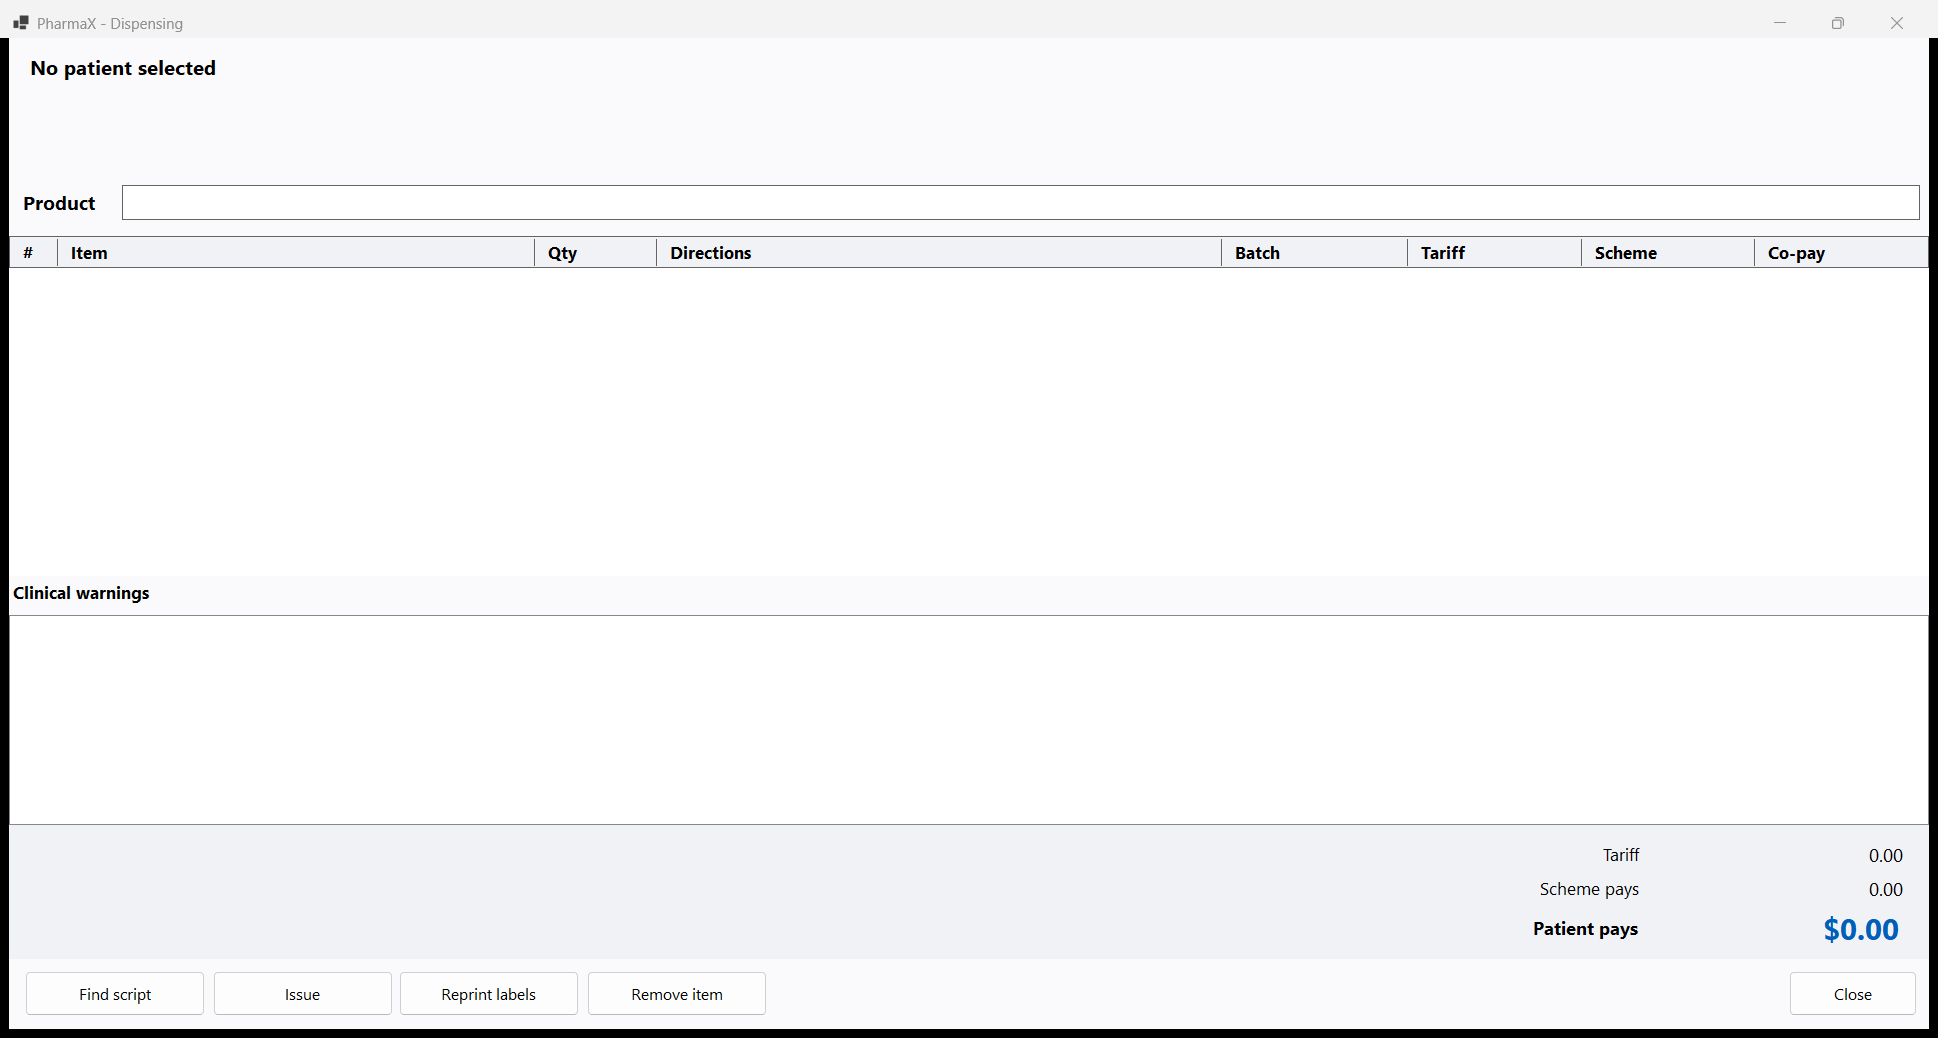 PharmaX - Dispensing
No patient selected
Product
# Item Qty Directions Batch Tariff Scheme Co-pay
Clinical warnings
Tariff 0.00
Scheme pays 0.00
Patient pays $0.00
Find script Issue Reprint labels Remove item Close